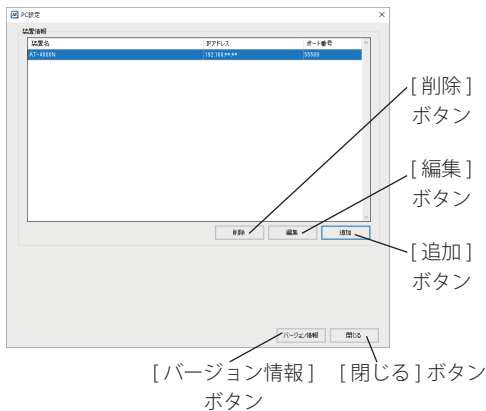 PC設定
装置情報
装置名 IPアドレス ポート番号
AT-4000N 192.168.**.** 55500
削除 編集 追加
[ 削除 ]
ボタン
[ 編集 ]
ボタン
[ 追加 ]
ボタン
バージョン情報 閉じる
[ バージョン情報 ]
ボタン
[ 閉じる ] ボタン